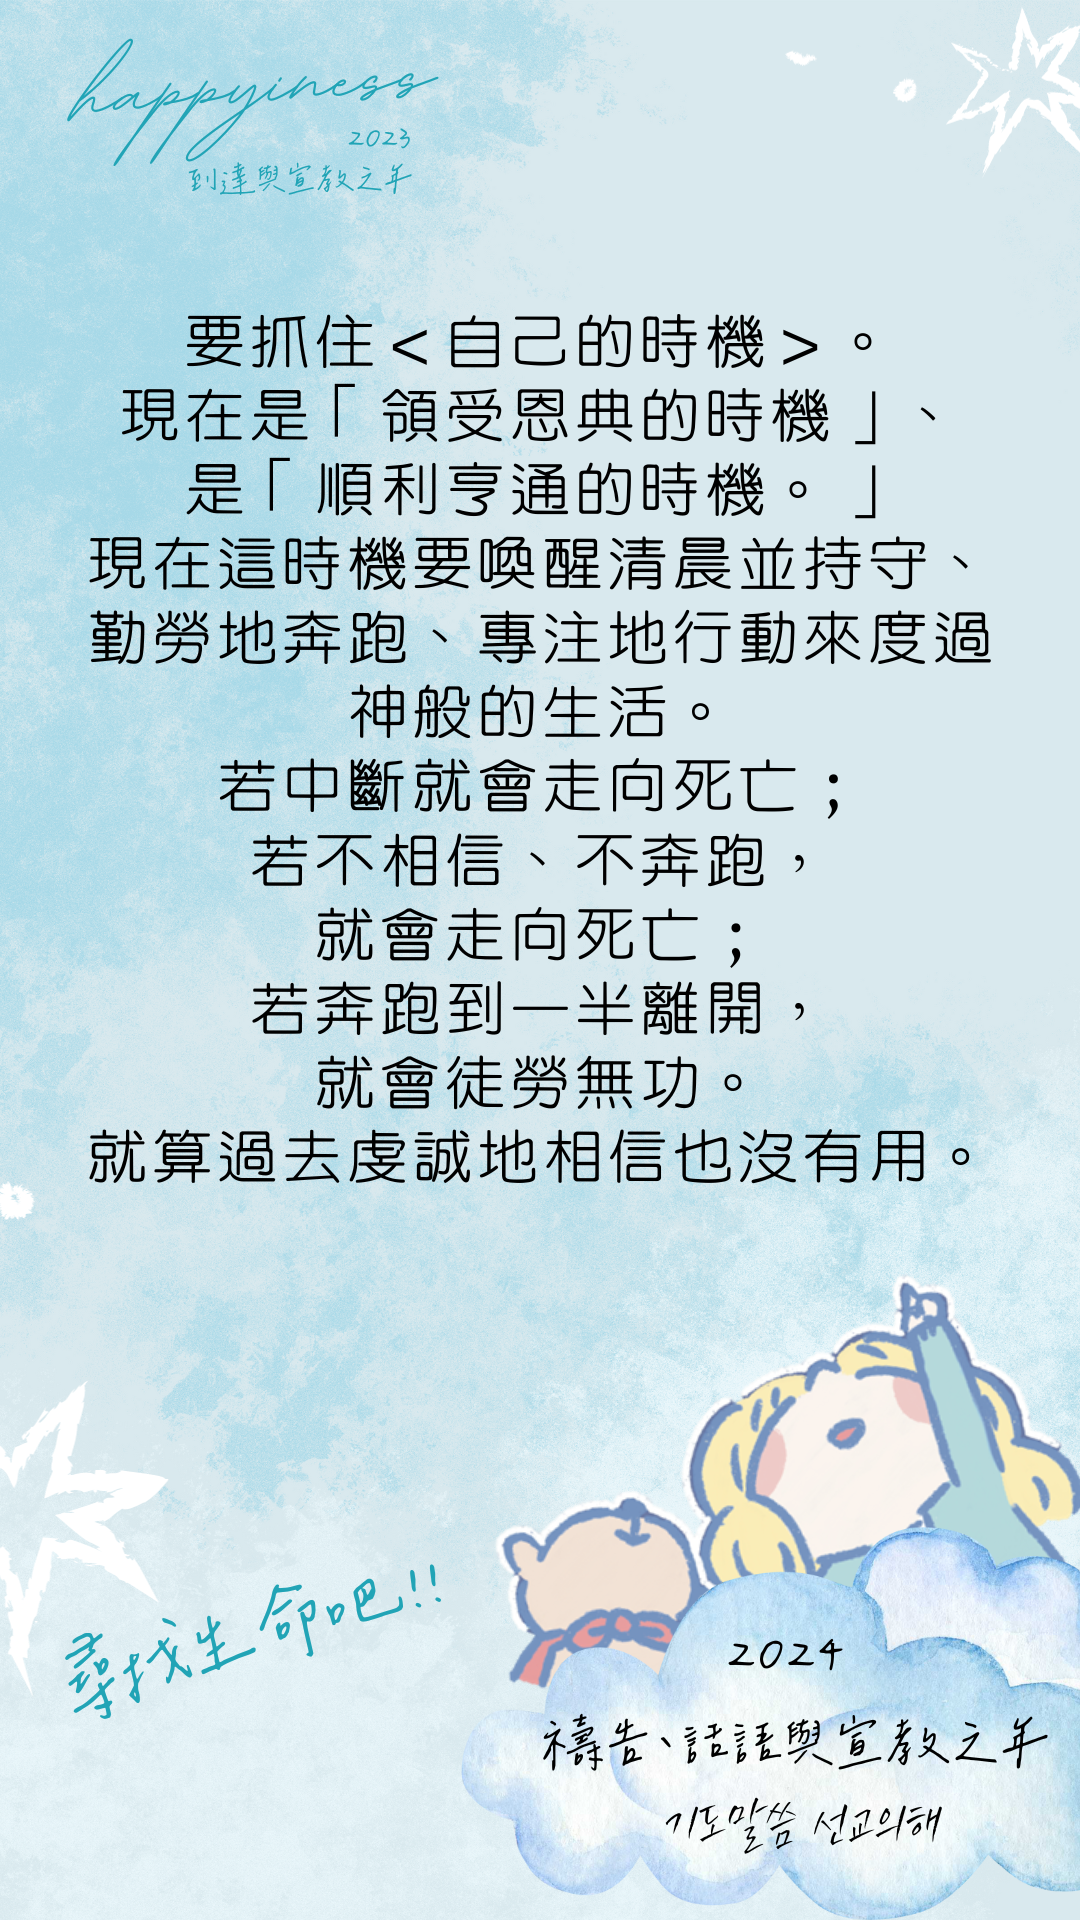 happyiness
2023
到達與宣教之年
要抓住＜自己的時機＞。
現在是「領受恩典的時機」、
是「順利亨通的時機。」
現在這時機要喚醒清晨並持守、
勤勞地奔跑、專注地行動來度過
神般的生活。
若中斷就會走向死亡；
若不相信、不奔跑，
就會走向死亡；
若奔跑到一半離開，
就會徒勞無功。
就算過去虔誠地相信也沒有用。
尋找生命吧!!
2024
禱告、話語與宣教之年
기도말씀 선교의해